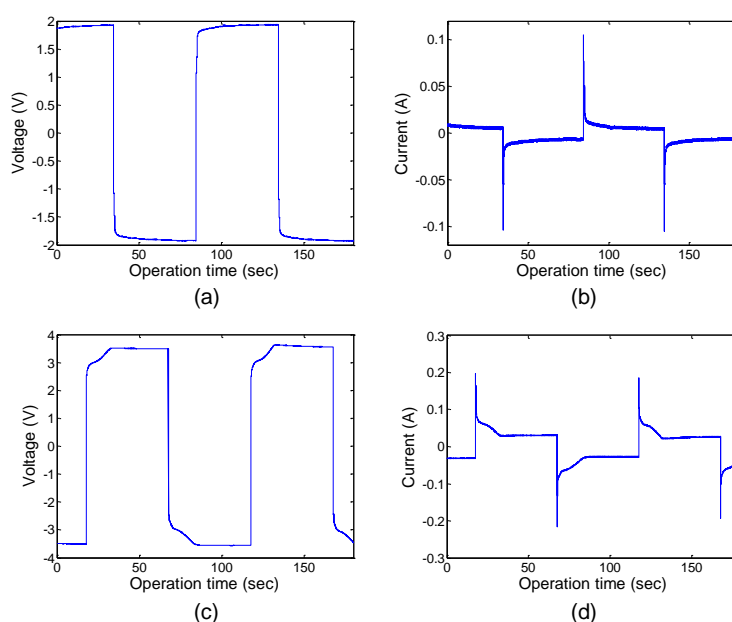 2
1.5
1
0.5
0
-0.5
-1
-1.5
-2
Voltage (V)
0 50 100 150
Operation time (sec)
(a)
0.1
0.05
0
-0.05
-0.1
Current (A)
0 50 100 150
Operation time (sec)
(b)
4
3
2
1
0
-1
-2
-3
-4
Voltage (V)
0 50 100 150
Operation time (sec)
(c)
0.3
0.2
0.1
0
-0.1
-0.2
-0.3
Current (A)
0 50 100 150
Operation time (sec)
(d)